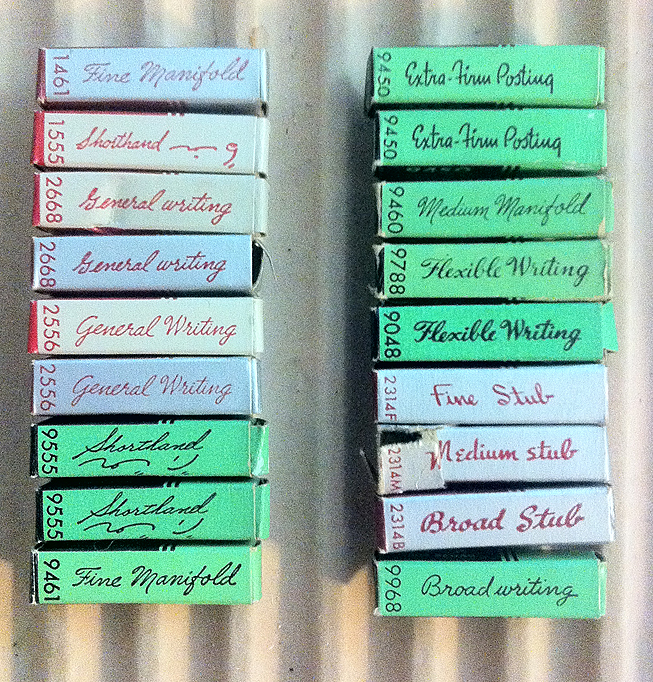 1461 Fine Manifold
1555 Shorthand
2668 General writing
2668 General writing
2556 General Writing
2556 General Writing
9555 Shorthand
9555 Shorthand
9461 Fine Manifold
9450 Extra-Firm Posting
9450 Extra-Firm Posting
9460 Medium Manifold
9788 Flexible Writing
9048 Flexible Writing
2314F Fine Stub
2314M Medium stub
2314B Broad Stub
9968 Broad writing